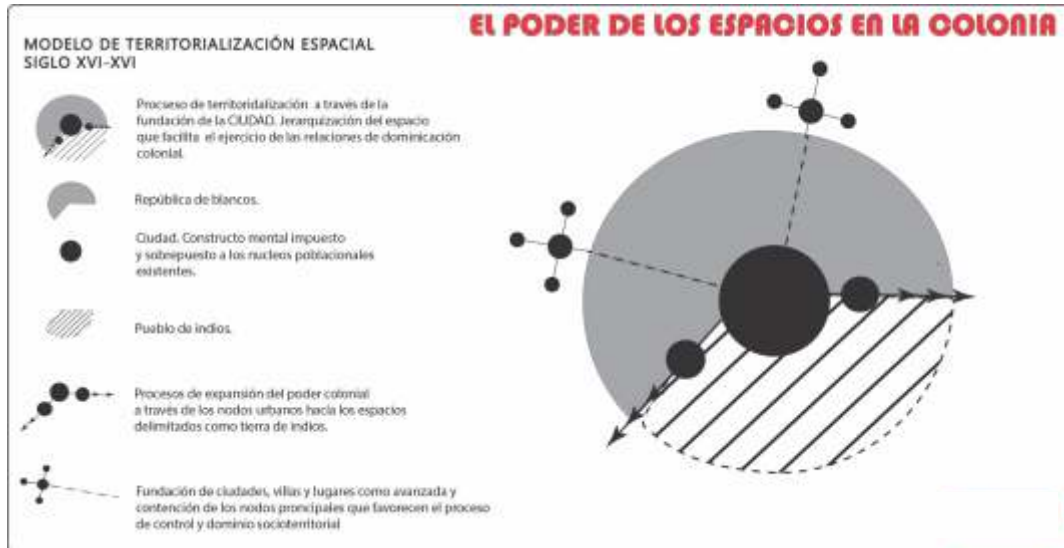 EL PODER DE LOS ESPACIOS EN LA COLONIA
MODELO DE TERRITORIALIZACIÓN ESPACIAL
SIGLO XVI-XVI
Procseso de territoridalización a través de la
fundación de la CIUDAD. Jerarquización del espacio
que facilita el ejercicio de las relaciones de dominicación
colonial.
República de blancos.
Ciudad. Constructo mental impuesto
y sobrepuesto a los nucleos poblacionales
existentes.
Pueblo de indios.
Procesos de expansión del poder colonial
a través de los nodos urbanos hacía los espacios
delimitados como tierra de indios.
Fundación de ciudades, villas y lugares como avanzada y
contención de los nodos proncipales que favorecen el proceso
de control y dominio socioterritorial